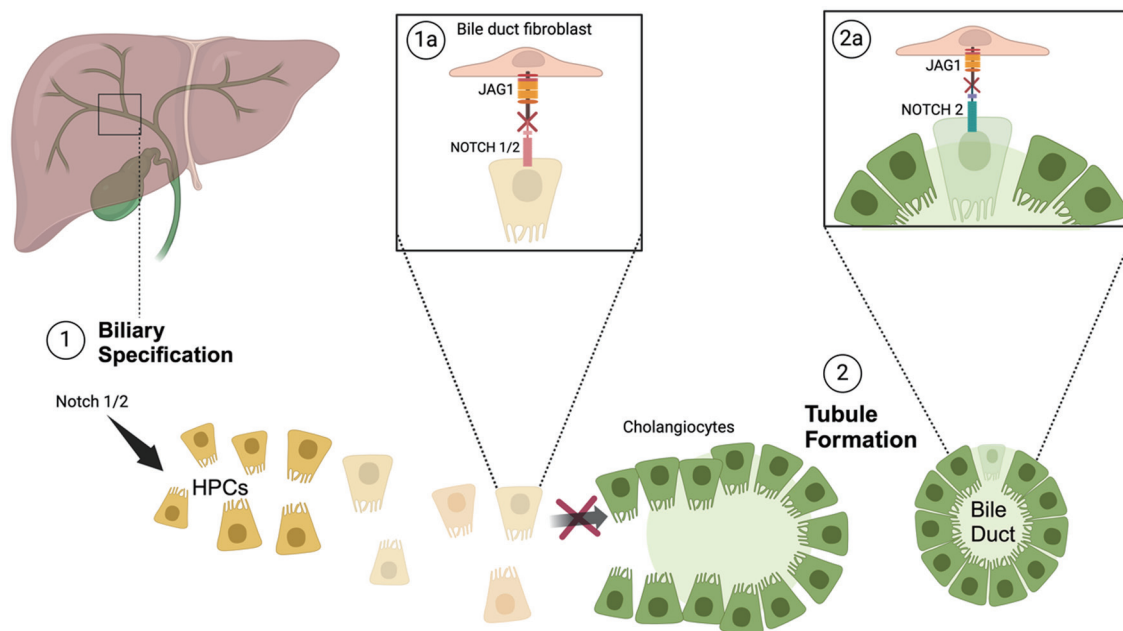 1a
Bile duct fibroblast
JAG1
NOTCH 1/2
2a
JAG1
NOTCH 2
1
Biliary
Specification
Notch 1/2
HPCs
Cholangiocytes
2
Tubule
Formation
Bile
Duct